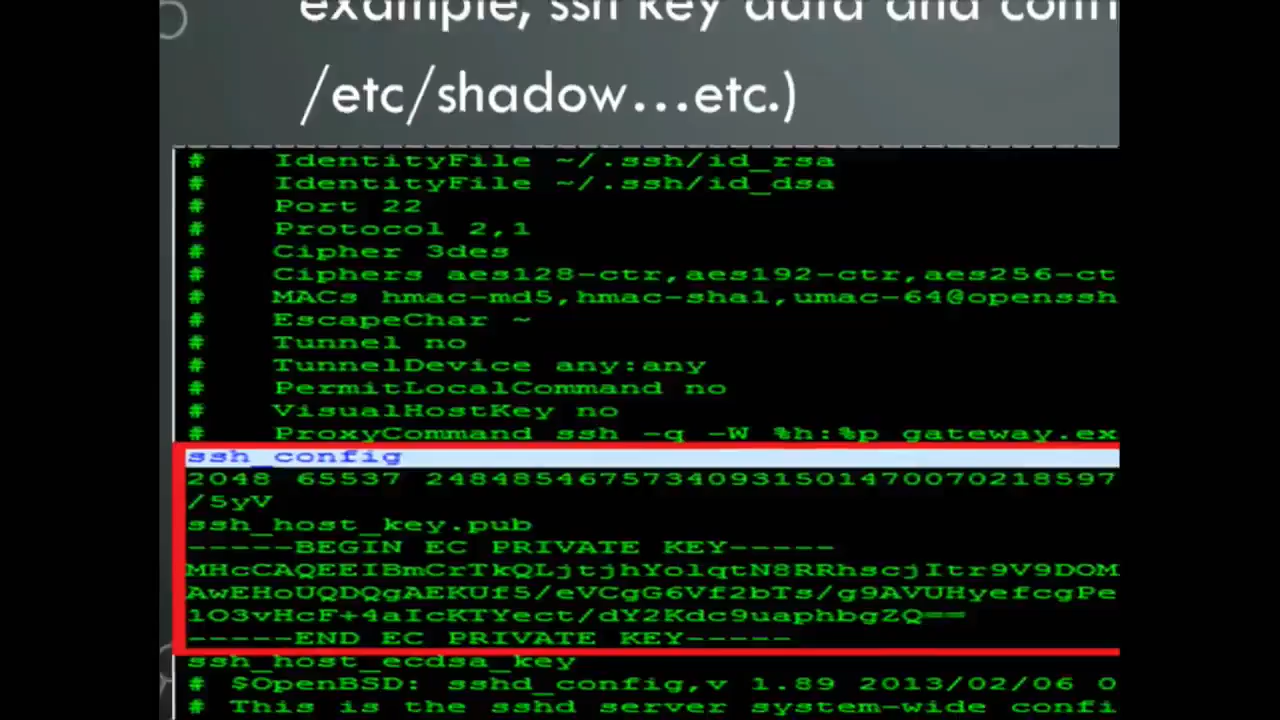 example, ssh key data and conf
/etc/shadow...etc.)
# IdentityFile ~/.ssh/id_rsa
# IdentityFile ~/.ssh/id_dsa
# Port 22
# Protocol 2,1
# Cipher 3des
# Ciphers aes128-ctr,aes192-ctr,aes256-ct
# MACs hmac-md5,hmac-sha1,umac-64@openssh
# EscapeChar ~
# Tunnel no
# TunnelDevice any:any
# PermitLocalCommand no
# VisualHostKey no
# ProxyCommand ssh -q -W %h:%p gateway.ex
ssh_config
2048 65537 24848546757340931501470070218597
/5yV
ssh_host_key.pub
-----BEGIN EC PRIVATE KEY-----
MHcCAQEEIBmCrTkQLjtjhYolqtN8RRhscjItr9V9DOM
AwEHoUQDQgAEKUf5/eVCgG6Vf2bTs/g9AVUHyefcgPe
lO3vHcF+4aIcKTYect/dY2Kdc9uaphbgZQ==
-----END EC PRIVATE KEY-----
ssh_host_ecdsa_key
# $OpenBSD: sshd_config,v 1.89 2013/02/06 0
# This is the sshd server system-wide confi